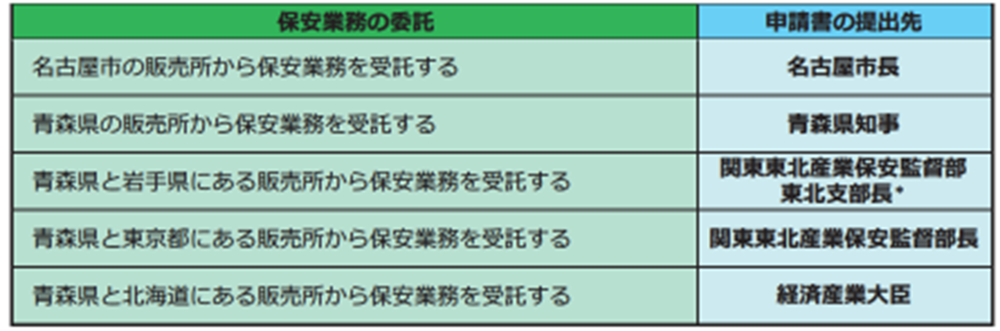 保安業務の委託
申請書の提出先
名古屋市の販売所から保安業務を受託する
名古屋市長
青森県の販売所から保安業務を受託する
青森県知事
青森県と岩手県にある販売所から保安業務を受託する
関東東北産業保安監督部
東北支部長*
青森県と東京都にある販売所から保安業務を受託する
関東東北産業保安監督部長
青森県と北海道にある販売所から保安業務を受託する
経済産業大臣